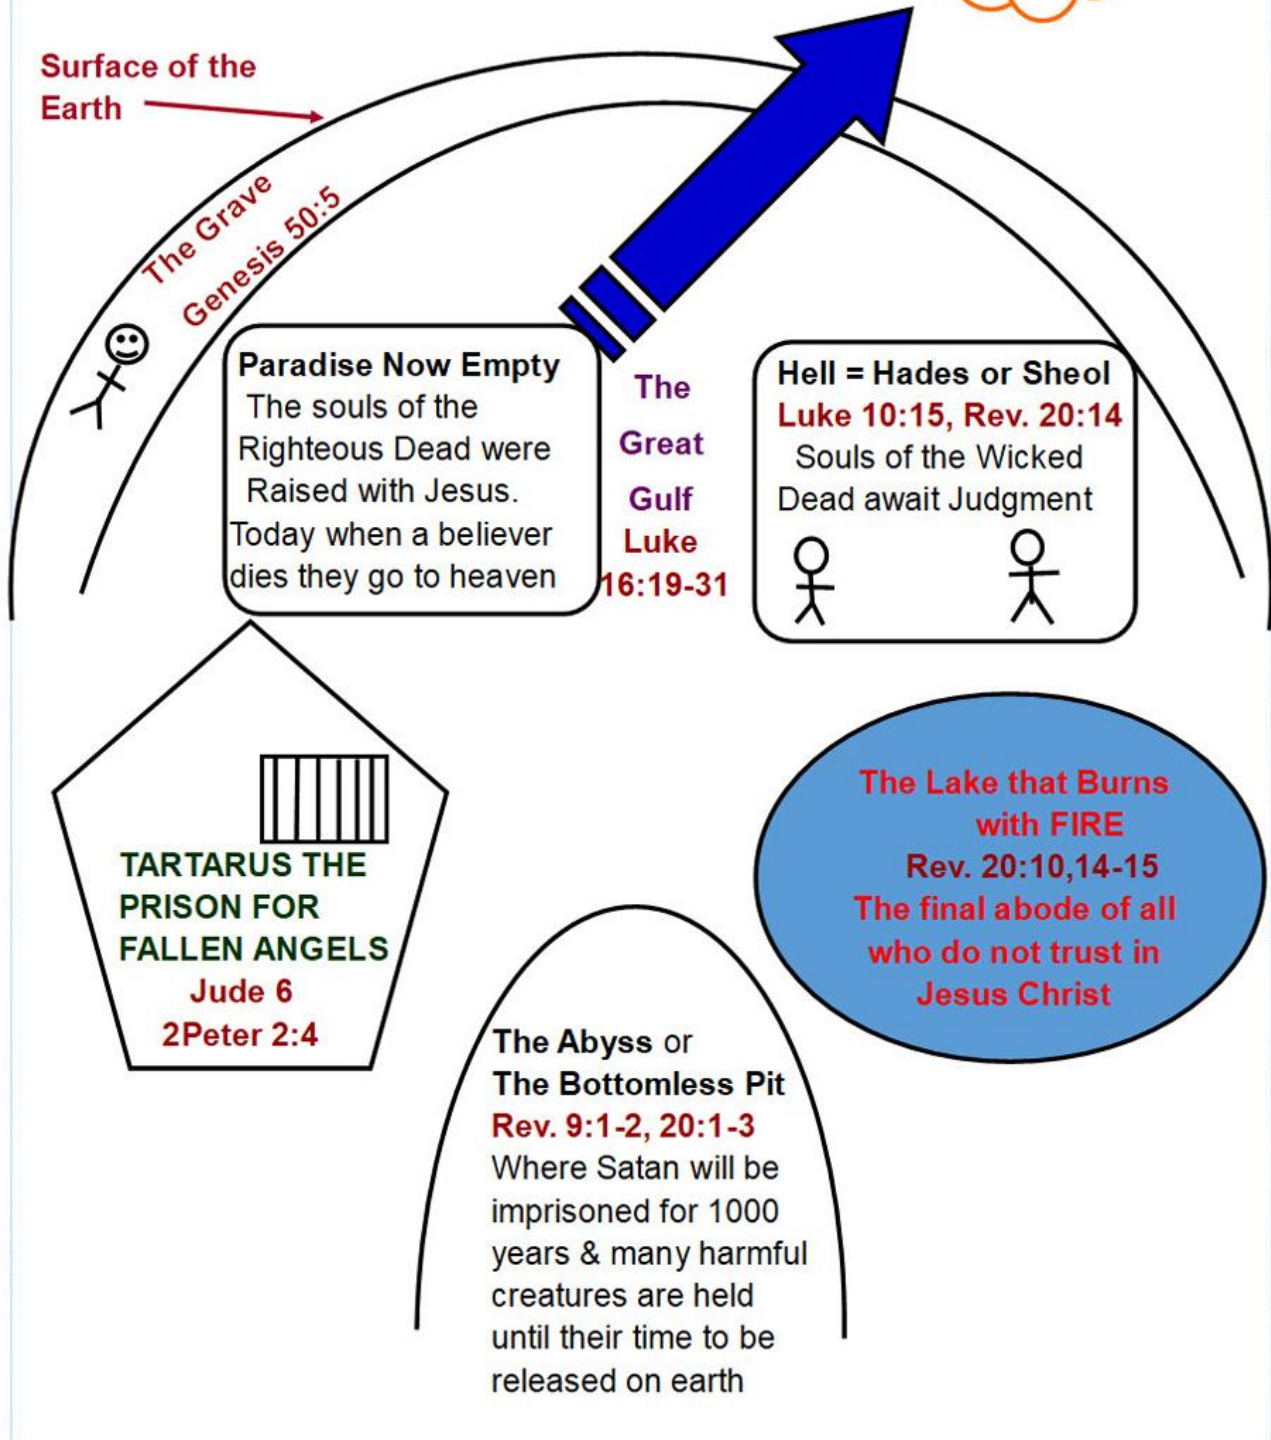 Surface of the
Earth
The Grave
Genesis 50:5
Paradise Now Empty
The souls of the
Righteous Dead were
Raised with Jesus.
Today when a believer
dies they go to heaven
The
Great
Gulf
Luke
16:19-31
Hell = Hades or Sheol
Luke 10:15, Rev. 20:14
Souls of the Wicked
Dead await Judgment
TARTARUS THE
PRISON FOR
FALLEN ANGELS
Jude 6
2Peter 2:4
The Lake that Burns
with FIRE
Rev. 20:10,14-15
The final abode of all
who do not trust in
Jesus Christ
The Abyss or
The Bottomless Pit
Rev. 9:1-2, 20:1-3
Where Satan will be
imprisoned for 1000
years & many harmful
creatures are held
until their time to be
released on earth